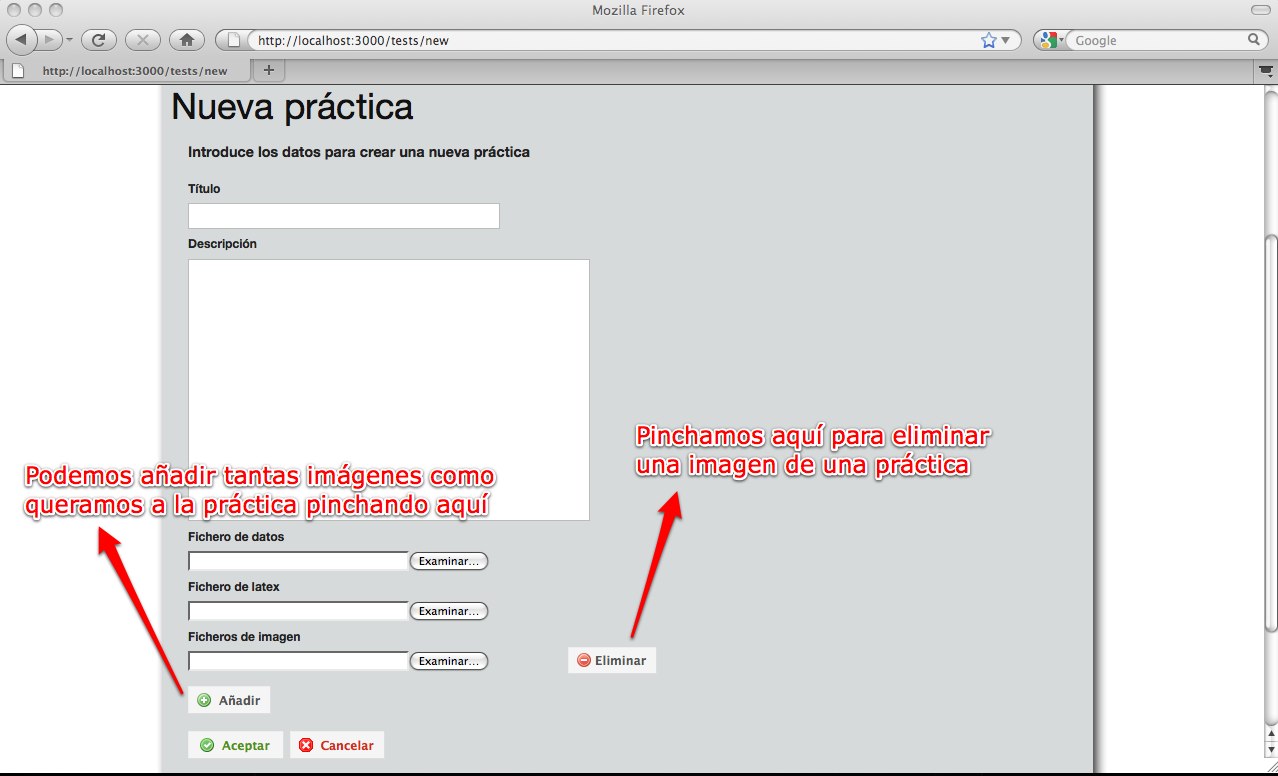 Mozilla Firefox
http://localhost:3000/tests/new
Google
http://localhost:3000/tests/new
Nueva práctica
Introduce los datos para crear una nueva práctica
Título
Descripción
Pinchamos aquí para eliminar
una imagen de una práctica
Podemos añadir tantas imágenes como
queramos a la práctica pinchando aquí
Fichero de datos
Examinar...
Fichero de latex
Examinar...
Ficheros de imagen
Examinar...
Eliminar
Añadir
Aceptar
Cancelar